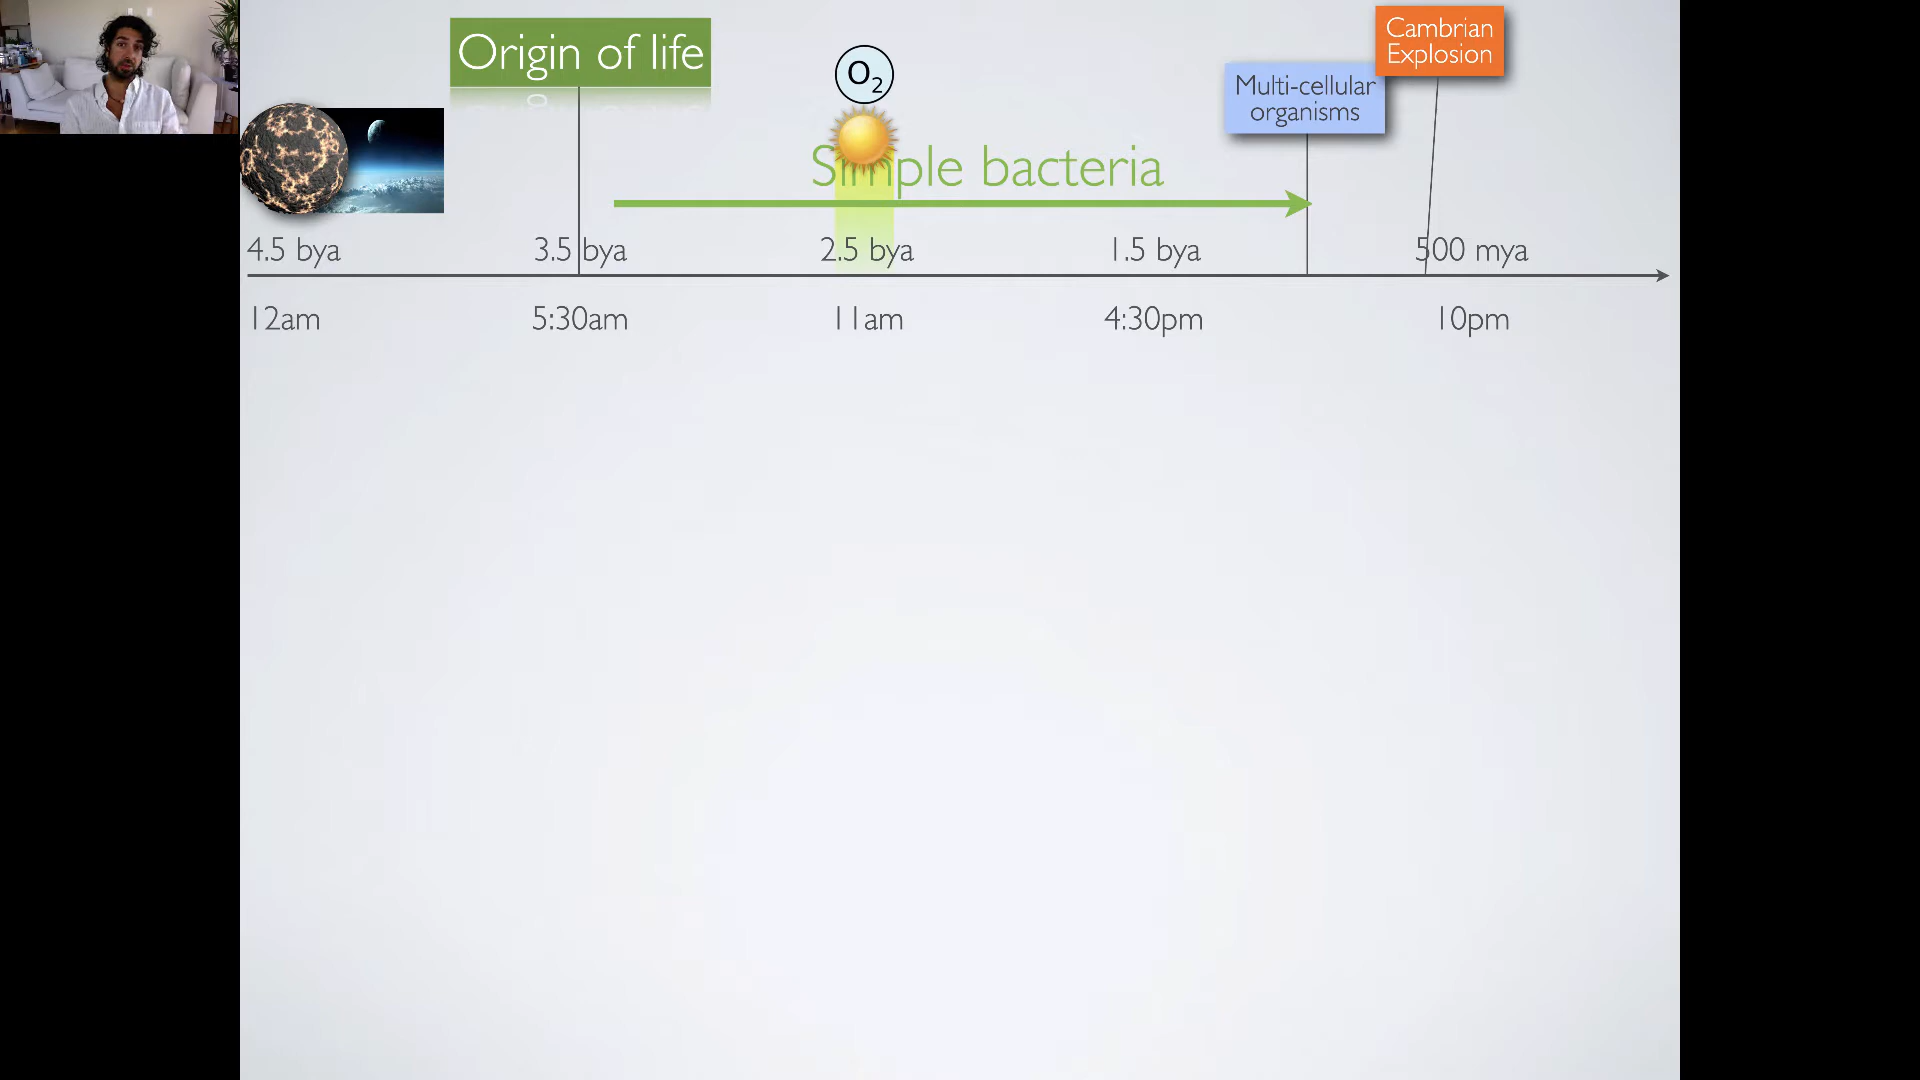 Origin of life
O2
Cambrian
Explosion
Multi-cellular
organisms
Simple bacteria
4.5 bya
3.5 bya
2.5 bya
1.5 bya
500 mya
12am
5:30am
11am
4:30pm
10pm